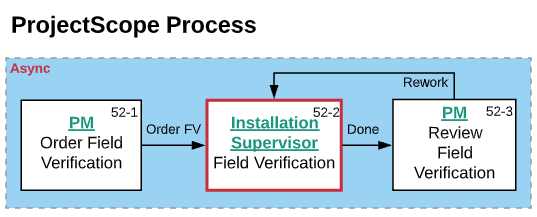 ProjectScope Process
Async
52-1
PM
Order Field
Verification
Order FV
52-2
Installation
Supervisor
Field Verification
Done
Rework
52-3
PM
Review
Field
Verification